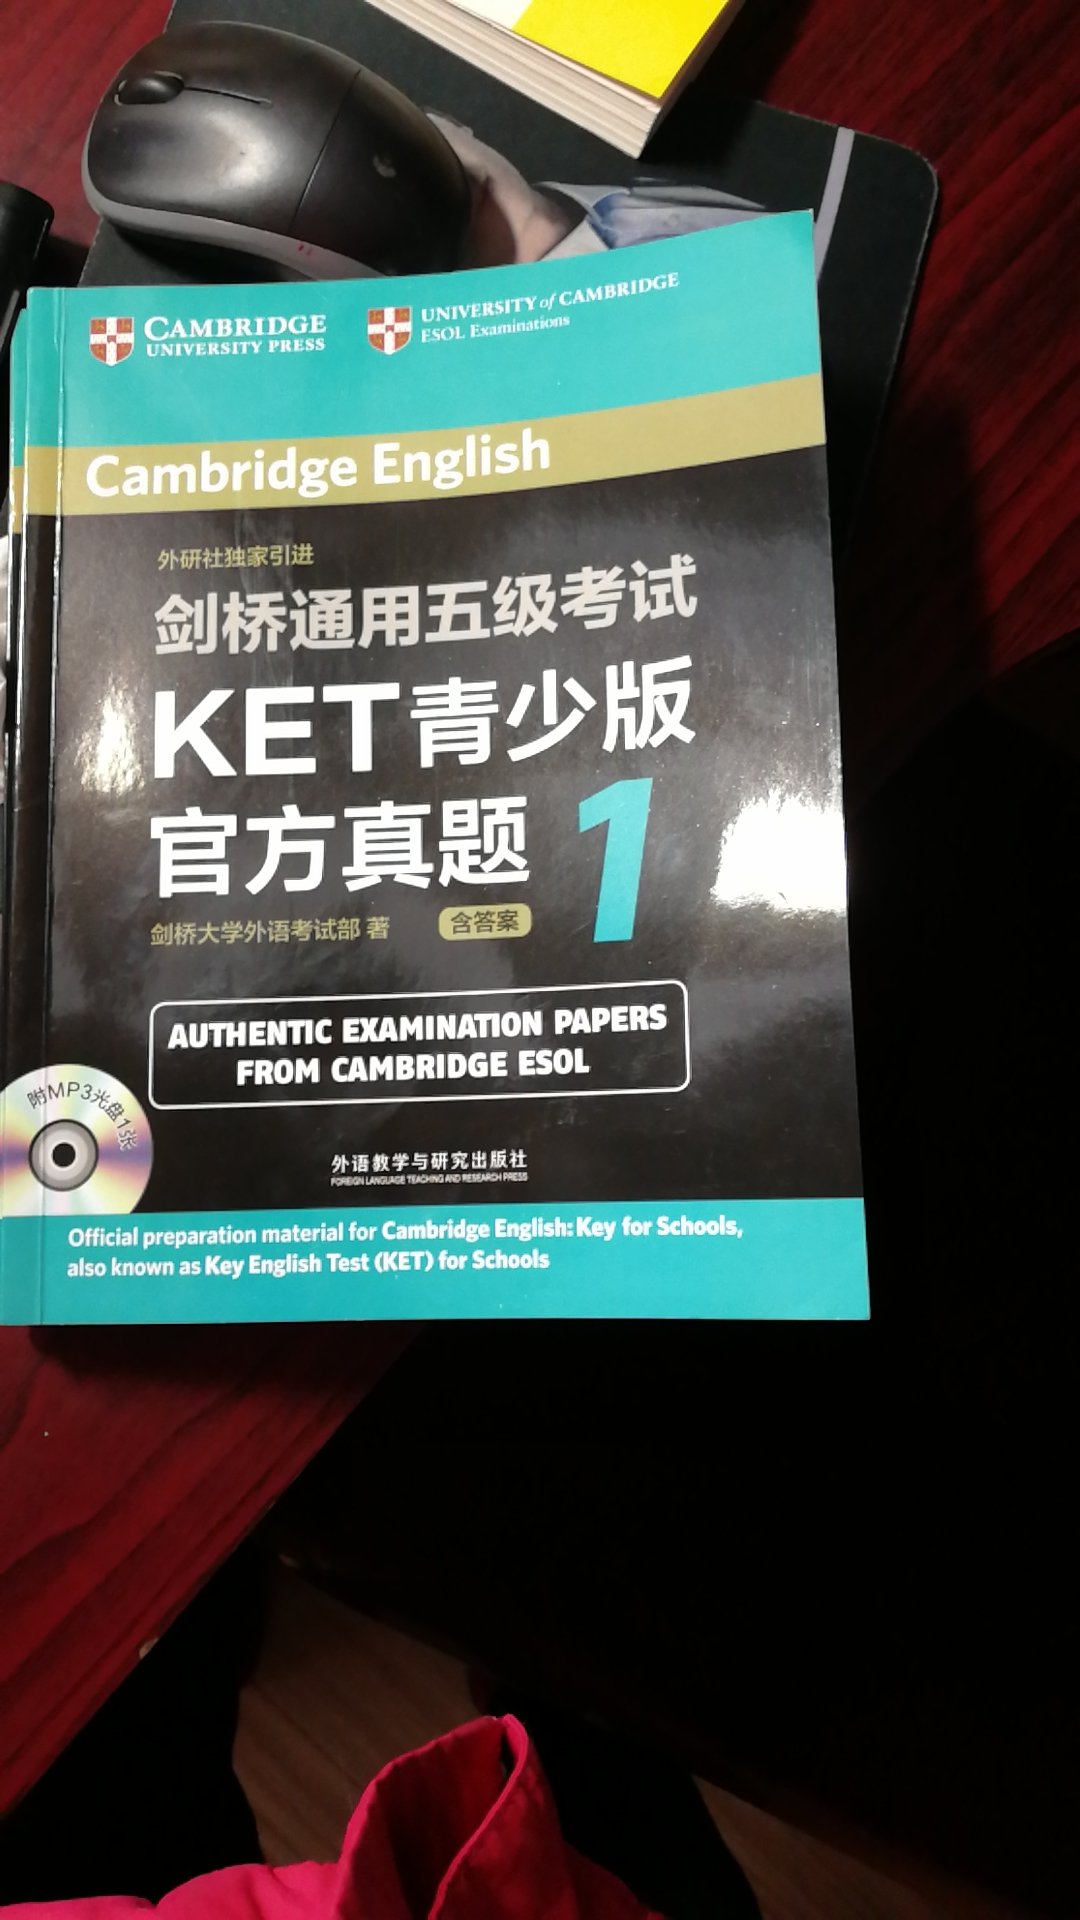 CAMBRIDGE
UNIVERSITY PRESS
UNIVERSITY of CAMBRIDGE
ESOL Examinations
Cambridge English
外研社独家引进
剑桥通用五级考试
KET青少版
官方真题 1
剑桥大学外语考试部 著
含答案
AUTHENTIC EXAMINATION PAPERS
FROM CAMBRIDGE ESOL
附MP3光盘1张
外语教学与研究出版社
FOREIGN LANGUAGE TEACHING AND RESEARCH PRESS
Official preparation material for Cambridge English: Key for Schools,
also known as Key English Test (KET) for Schools